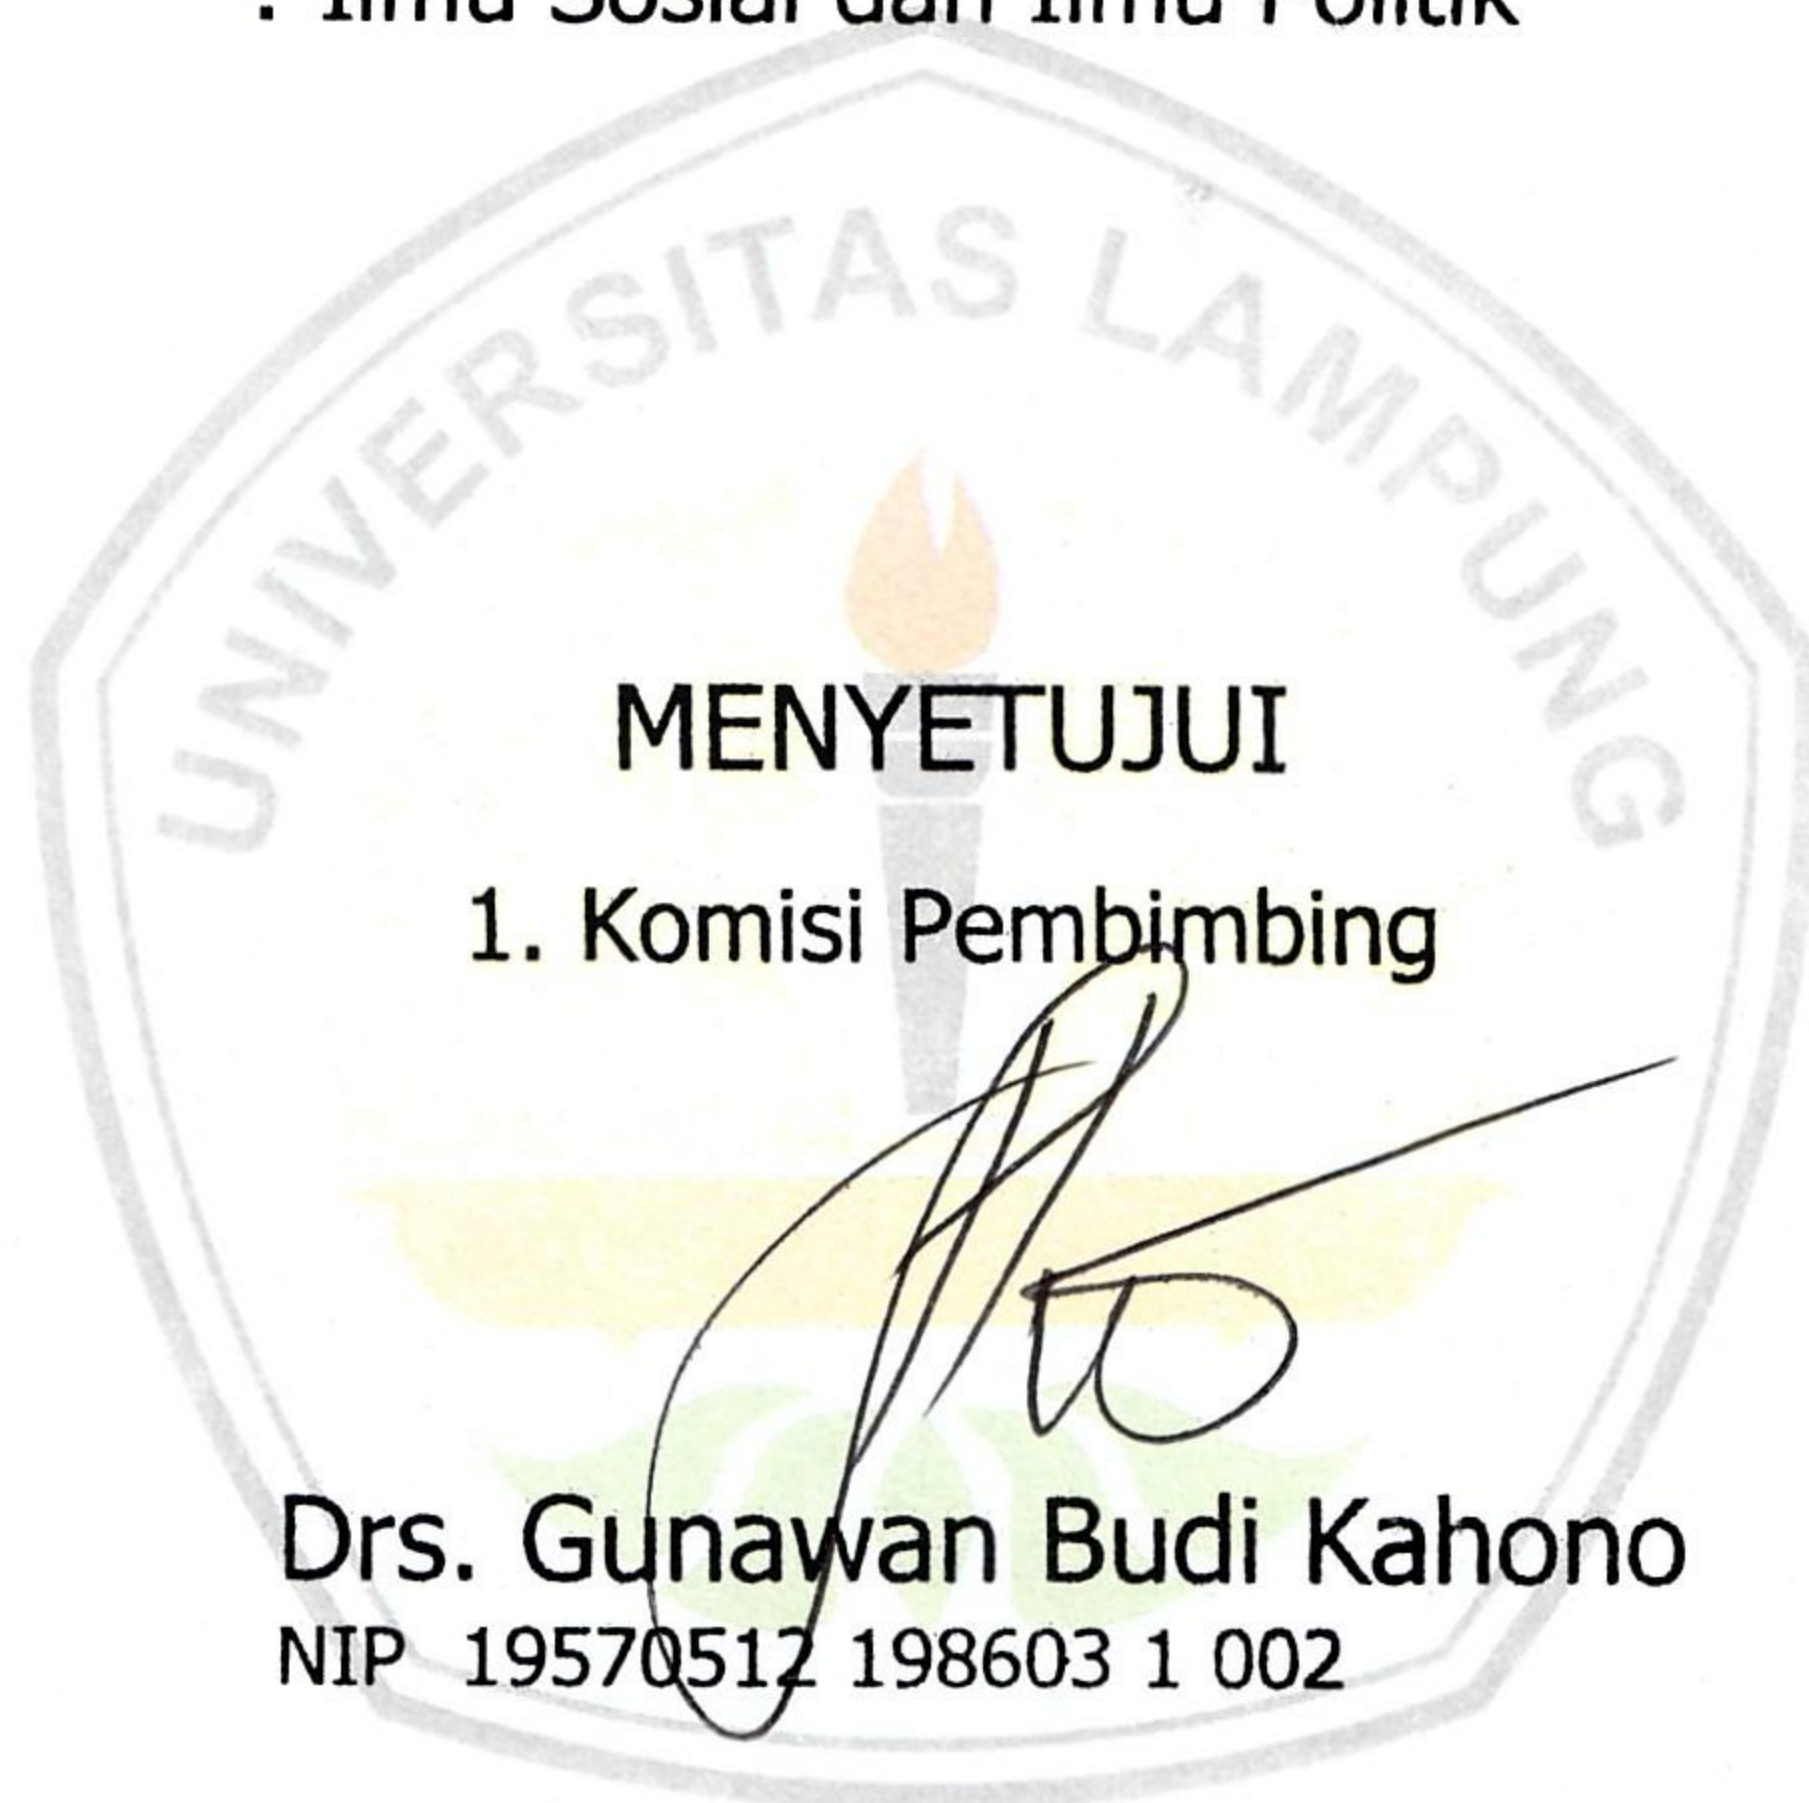 : Ilmu Sosial dan Ilmu Politik
UNIVERSITAS LAMPUNG
MENYETUJUI
1. Komisi Pembimbing
Drs. Gunawan Budi Kahono
NIP 19570512 198603 1 002